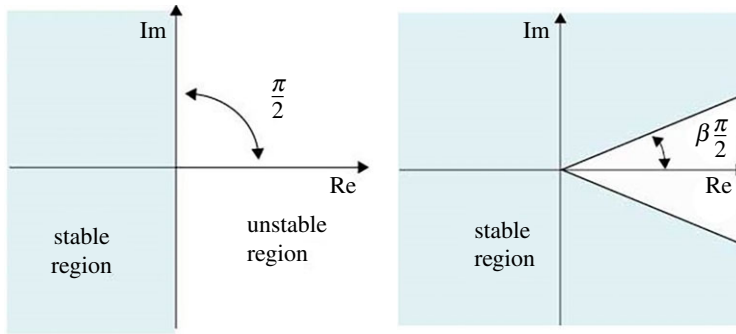 Im
π/2
Re
stable
region
unstable
region
Im
β π/2
Re
stable
region